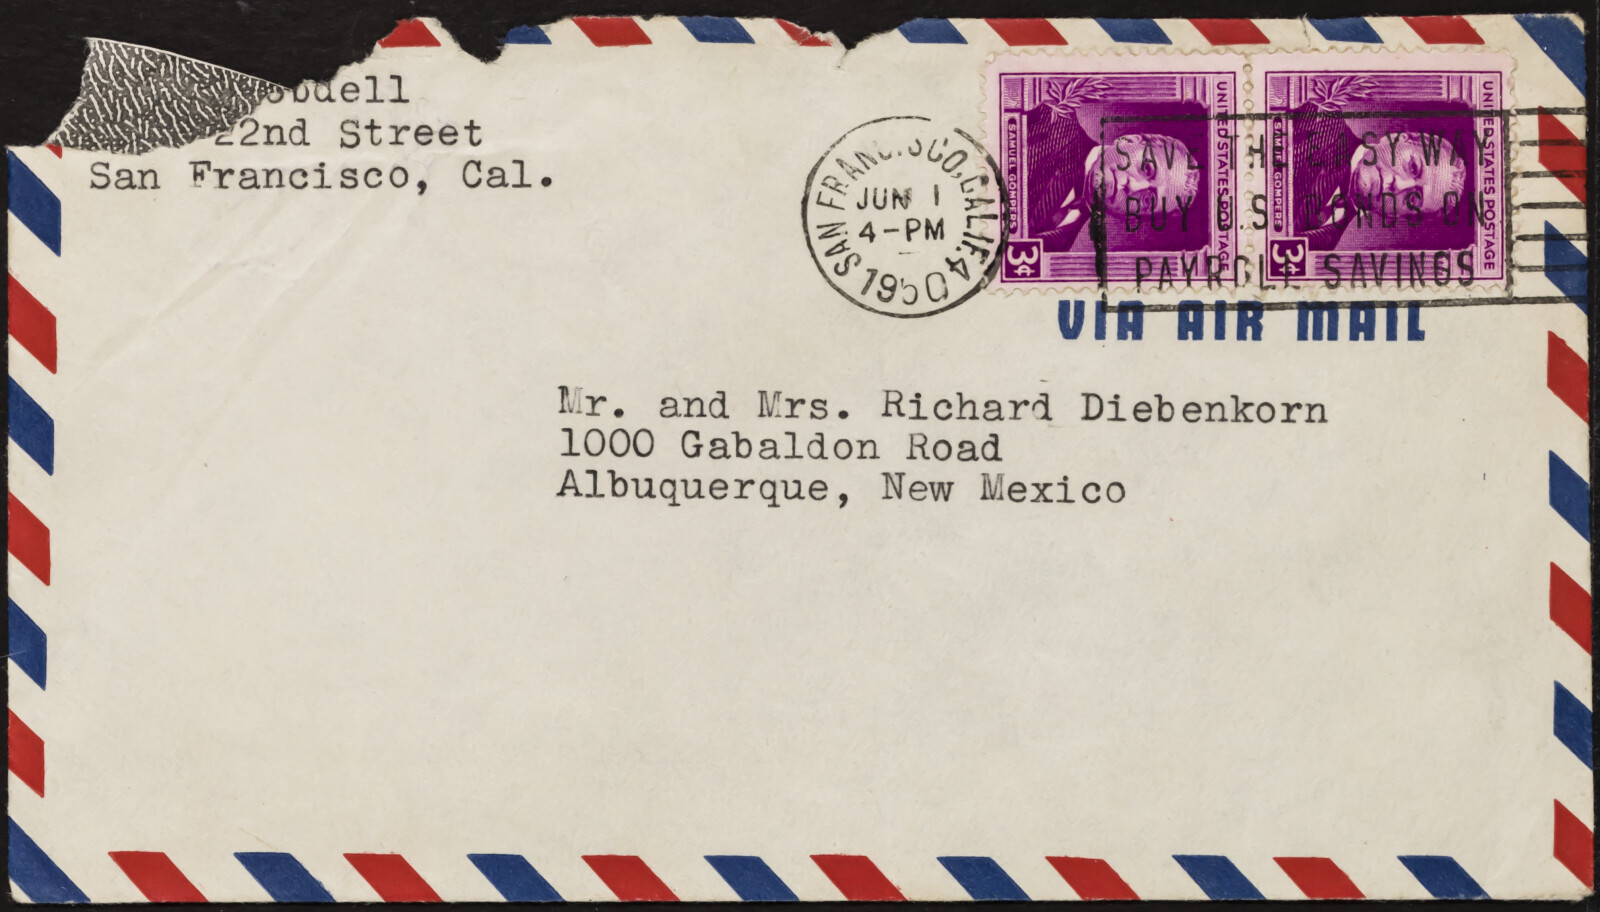 22nd Street
San Francisco, Cal.
SAN FRANCISCO, CALIF. 4
JUN 1
4-PM
1950
SAVE THE EASY WAY
BUY U.S. BONDS ON
PAYROLL SAVINGS
UNITED STATES POSTAGE
SAMUEL GOMPERS
3¢
UNITED STATES POSTAGE
SAMUEL GOMPERS
3¢
VIA AIR MAIL
Mr. and Mrs. Richard Diebenkorn
1000 Gabaldon Road
Albuquerque, New Mexico